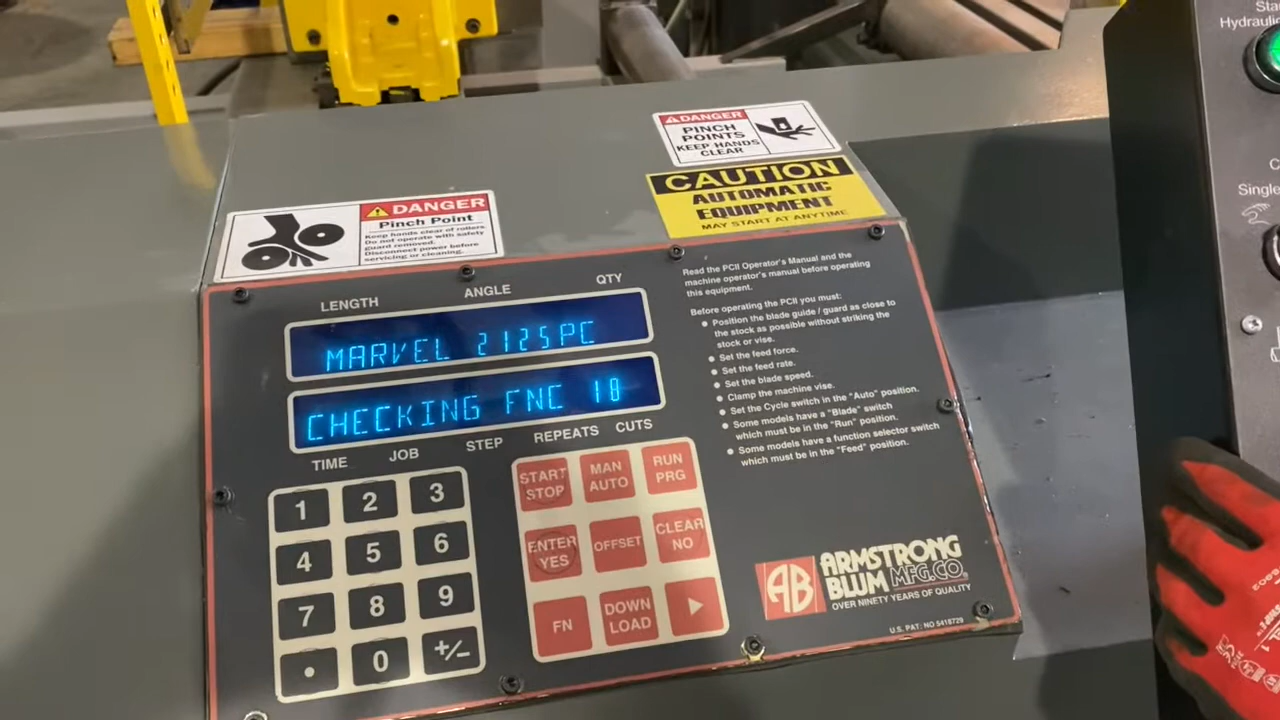 Hydraulic
DANGER
PINCH
POINTS
KEEP HANDS
CLEAR
CAUTION
AUTOMATIC
EQUIPMENT
MAY START AT ANYTIME
DANGER
Pinch Point
Keep hands clear of rollers.
Do not operate with safety
guard removed.
Disconnect power before
servicing or cleaning.
Single
LENGTH ANGLE QTY
MARVEL 2125PC
CHECKING FNC 18
TIME JOB STEP REPEATS CUTS
Read the PCII Operator's Manual and the
machine operator's manual before operating
this equipment.
Before operating the PCII you must:
● Position the blade guide / guard as close to
the stock as possible without striking the
stock or vise.
● Set the feed force.
● Set the feed rate.
● Set the blade speed.
● Clamp the machine vise.
● Set the Cycle switch in the "Auto" position.
● Some models have a "Blade" switch
which must be in the "Run" position.
● Some models have a function selector switch
which must be in the "Feed" position.
1 2 3
4 5 6
7 8 9
. 0 +/-
START
STOP
MAN
AUTO
RUN
PRG
ENTER
YES
OFFSET
CLEAR
NO
FN
DOWN
LOAD
AB
ARMSTRONG
BLUM MFG.CO.
OVER NINETY YEARS OF QUALITY
U.S. PAT: NO 5418729